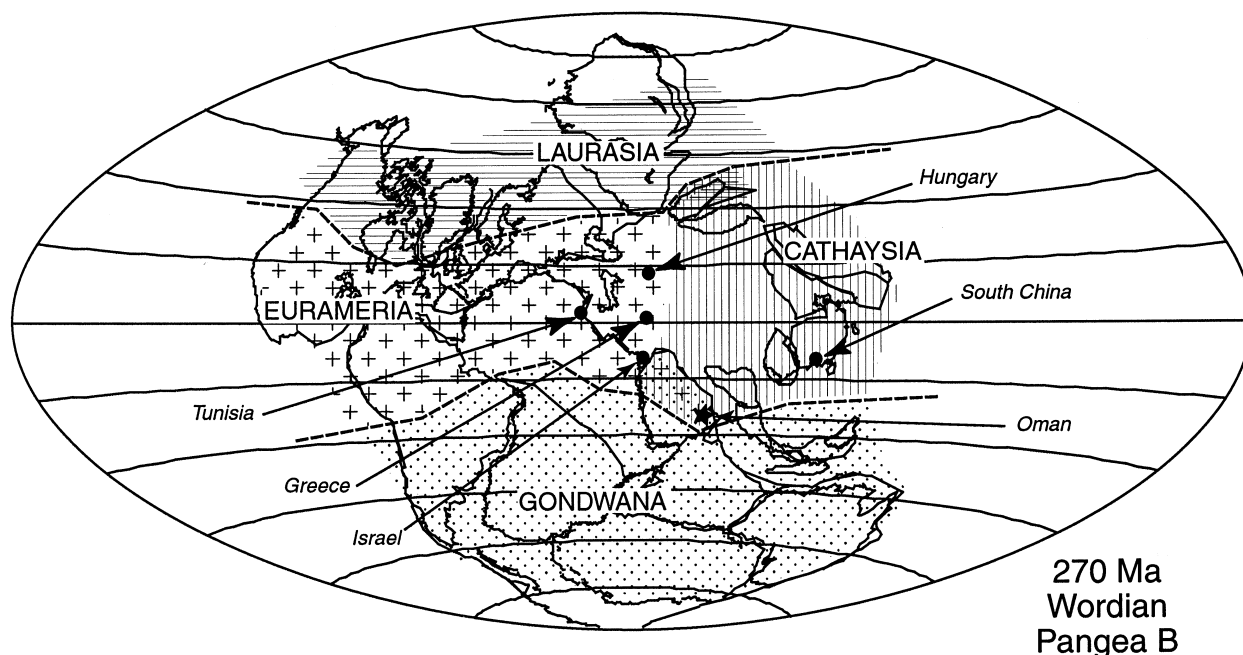 LAURASIA
Hungary
CATHAYSIA
South China
EURAMERIA
Tunisia
Oman
Greece
GONDWANA
Israel
270 Ma
Wordian
Pangea B